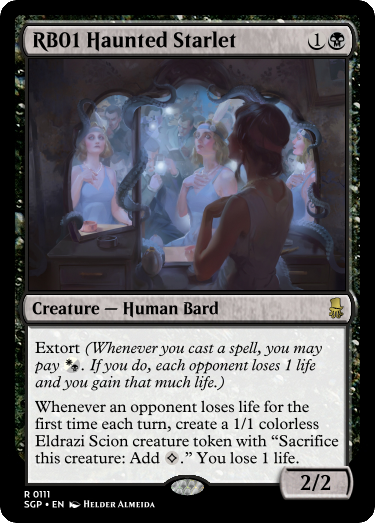 RB01 Haunted Starlet 1
Creature — Human Bard
Extort (Whenever you cast a spell, you may
pay . If you do, each opponent loses 1 life
and you gain that much life.)
Whenever an opponent loses life for the
first time each turn, create a 1/1 colorless
Eldrazi Scion creature token with “Sacrifice
this creature: Add .” You lose 1 life.
2/2
R 0111
SGP • EN Helder Almeida